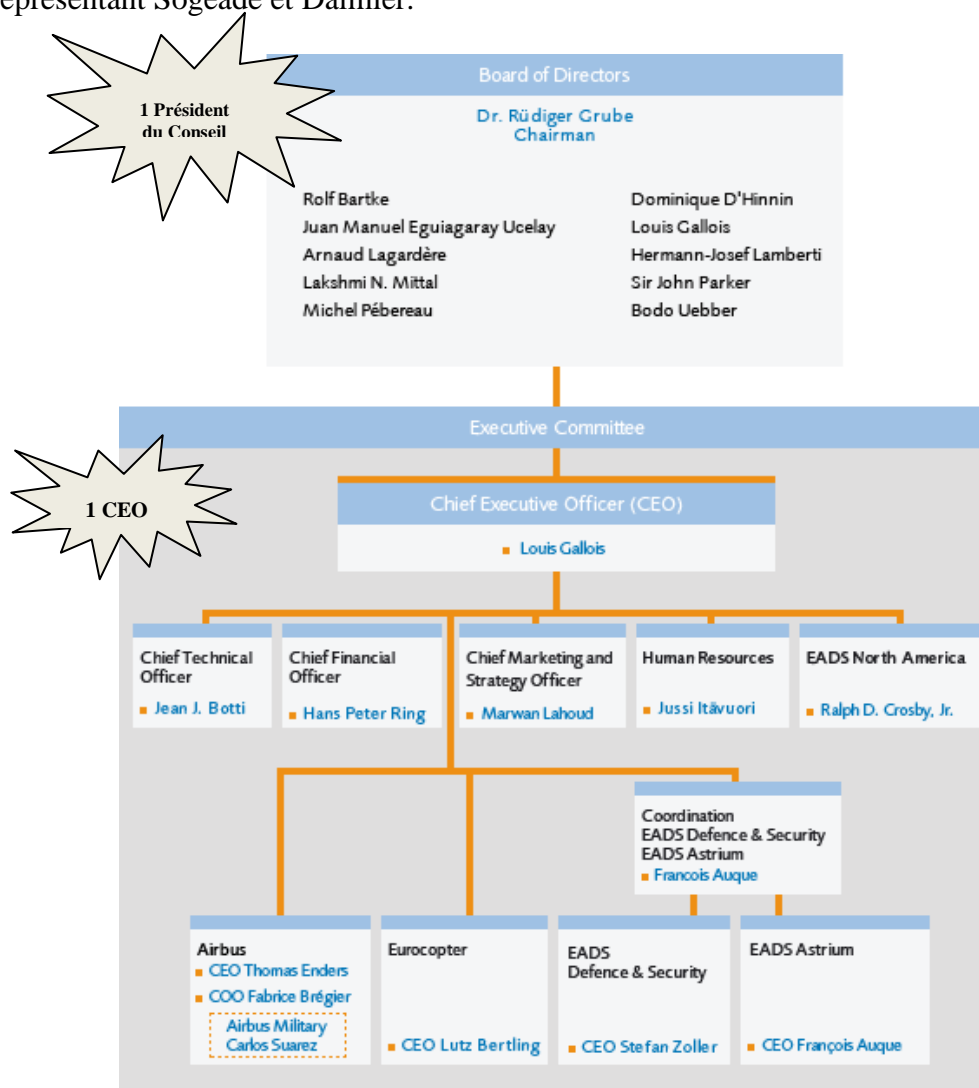 représentant Sogeade et Daimler.
1 Président
du Conseil
Board of Directors
Dr. Rüdiger Grube
Chairman
Rolf Bartke
Juan Manuel Eguiagaray Ucelay
Arnaud Lagardère
Lakshmi N. Mittal
Michel Pébereau
Dominique D'Hinnin
Louis Gallois
Hermann-Josef Lamberti
Sir John Parker
Bodo Uebber
Executive Committee
1 CEO
Chief Executive Officer (CEO)
Louis Gallois
Chief Technical
Officer
Jean J. Botti
Chief Financial
Officer
Hans Peter Ring
Chief Marketing and
Strategy Officer
Marwan Lahoud
Human Resources
Jussi Itävuori
EADS North America
Ralph D. Crosby, Jr.
Coordination
EADS Defence & Security
EADS Astrium
Francois Auque
Airbus
CEO Thomas Enders
COO Fabrice Brégier
Airbus Military
Carlos Suarez
Eurocopter
CEO Lutz Bertling
EADS
Defence & Security
CEO Stefan Zoller
EADS Astrium
CEO François Auque